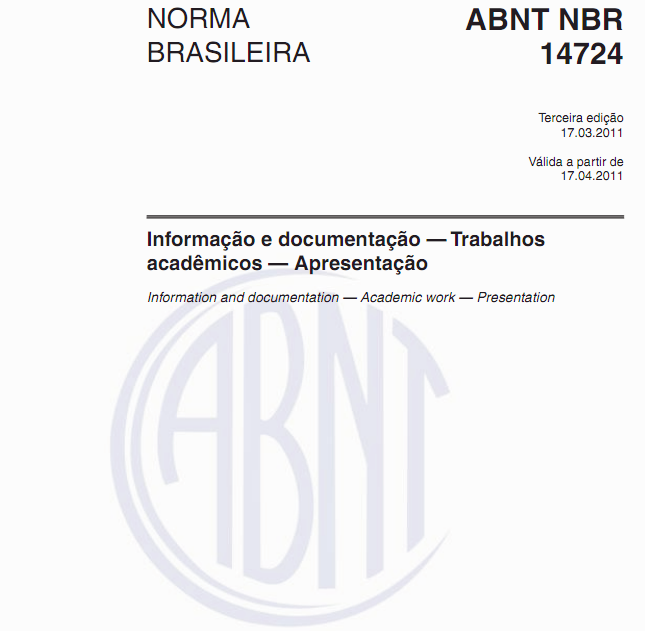 NORMA
BRASILEIRA
ABNT NBR
14724
Terceira edição
17.03.2011
Válida a partir de
17.04.2011
Informação e documentação — Trabalhos
acadêmicos — Apresentação
Information and documentation — Academic work — Presentation
ABNT